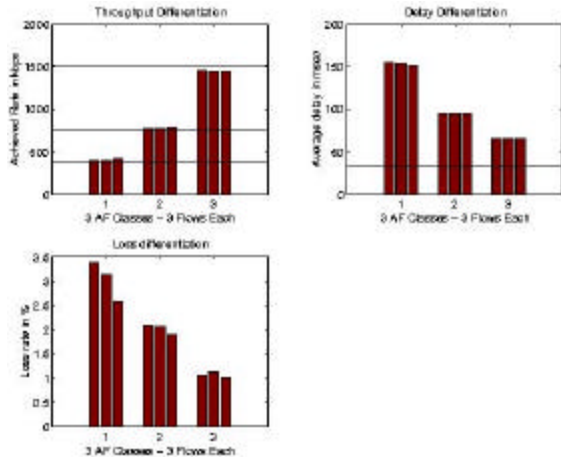 Throughput Differentiation
Achieved Rate in kbps
2000
1500
1000
500
0
1 2 3
3 AF Classes - 3 Flows Each
Delay Differentiation
Average delay in msec
200
150
100
50
0
1 2 3
3 AF Classes - 3 Flows Each
Loss differentiation
Loss rate in %
3.5
3
2.5
2
1.5
1
0.5
0
1 2 3
3 AF Classes - 3 Flows Each